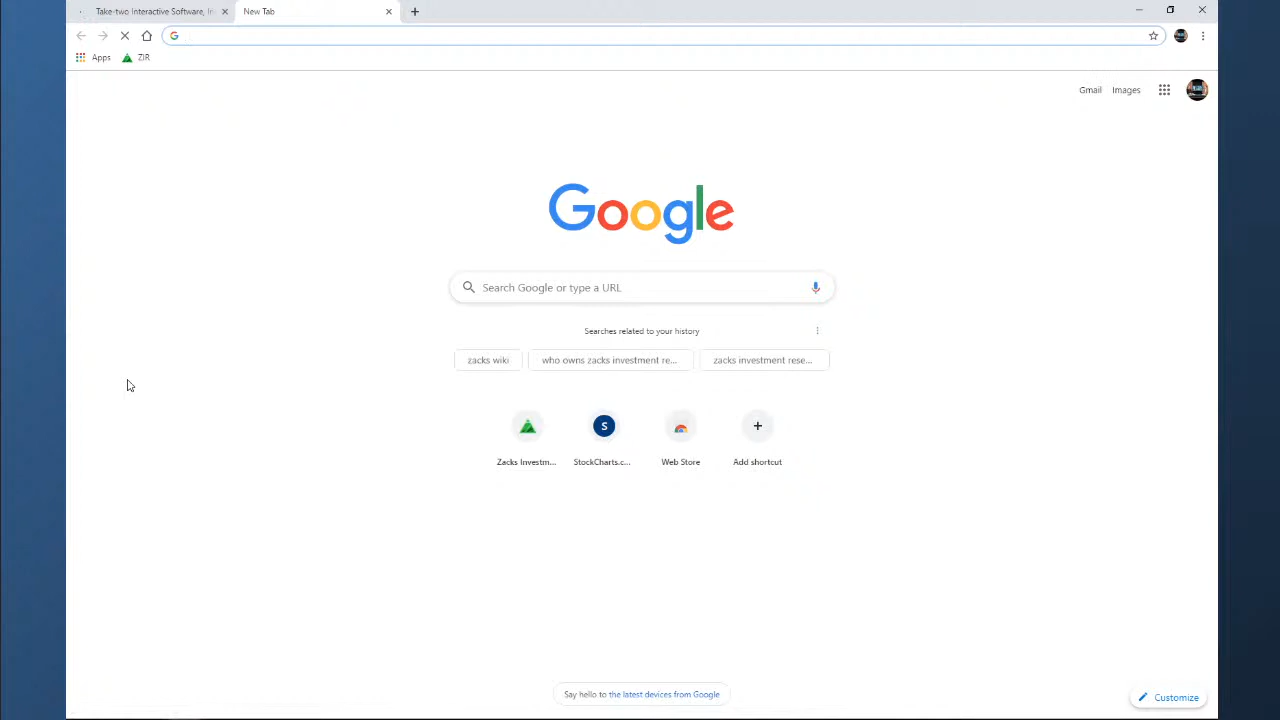 Take-two Interactive Software, In
New Tab
Apps
ZIR
Gmail
Images
Google
Search Google or type a URL
Searches related to your history
zacks wiki
who owns zacks investment re...
zacks investment rese...
S
Zacks Investm...
StockCharts.c...
Web Store
Add shortcut
Say hello to the latest devices from Google
Customize